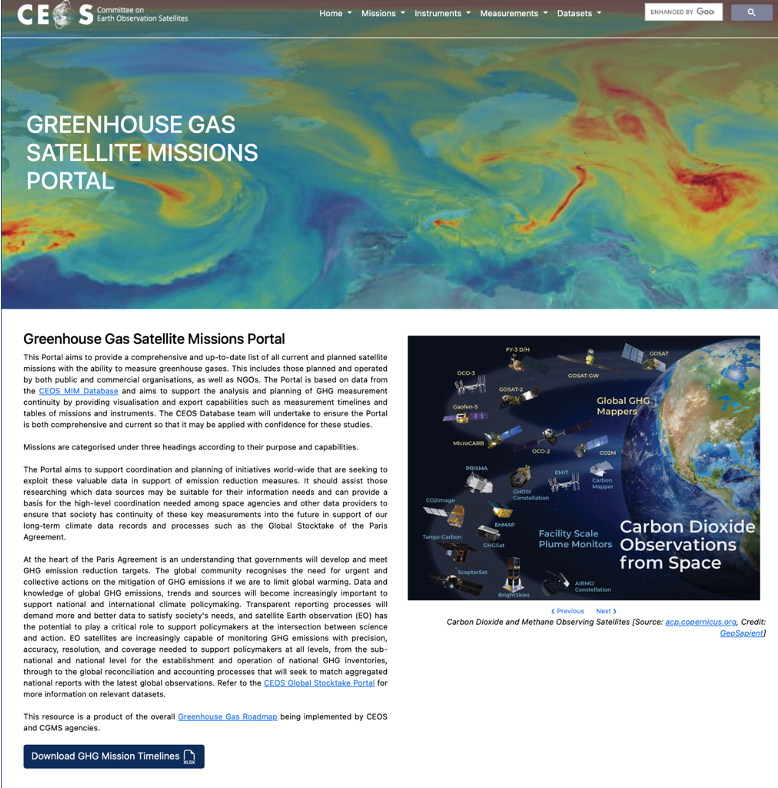 CEOS Committee on
Earth Observation Satellites
Home Missions Instruments Measurements Datasets
ENHANCED BY Goo
GREENHOUSE GAS
SATELLITE MISSIONS
PORTAL
Greenhouse Gas Satellite Missions Portal
This Portal aims to provide a comprehensive and up-to-date list of all current and planned satellite
missions with the ability to measure greenhouse gases. This includes those planned and operated
by both public and commercial organisations, as well as NGOs. The Portal is based on data from
the CEOS MIM Database and aims to support the analysis and planning of GHG measurement
continuity by providing visualisation and export capabilities such as measurement timelines and
tables of missions and instruments. The CEOS Database team will undertake to ensure the Portal
is both comprehensive and current so that it may be applied with confidence for these studies.
Missions are categorised under three headings according to their purpose and capabilities.
The Portal aims to support coordination and planning of initiatives world-wide that are seeking to
exploit these valuable data in support of emission reduction measures. It should assist those
researching which data sources may be suitable for their information needs and can provide a
basis for the high-level coordination needed among space agencies and other data providers to
ensure that society has continuity of these key measurements into the future in support of our
long-term climate data records and processes such as the Global Stocktake of the Paris
Agreement.
At the heart of the Paris Agreement is an understanding that governments will develop and meet
GHG emission reduction targets. The global community recognises the need for urgent and
collective actions on the mitigation of GHG emissions if we are to limit global warming. Data and
knowledge of global GHG emissions, trends and sources will become increasingly important to
support national and international climate policymaking. Transparent reporting processes will
demand more and better data to satisfy society's needs, and satellite Earth observation (EO) has
the potential to play a critical role to support policymakers at the intersection between science
and action. EO satellites are increasingly capable of monitoring GHG emissions with precision,
accuracy, resolution, and coverage needed to support policymakers at all levels, from the sub-
national and national level for the establishment and operation of national GHG inventories,
through to the global reconciliation and accounting processes that will seek to match aggregated
national reports with the latest global observations. Refer to the CEOS Global Stocktake Portal for
more information on relevant datasets.
This resource is a product of the overall Greenhouse Gas Roadmap being implemented by CEOS
and CGMS agencies.
Download GHG Mission Timelines XLSX
FY-3 D/H
GOSAT
OCO-3
GOSAT-GW
GOSAT-2
Gaofen-5
Global GHG
Mappers
MicroCARB
OCO-2
CO2M
PRISMA
EMIT
Carbon
Mapper
GHOSt
Constellation
CO2Image
EnMAP
Tango-Carbon
GHGSat
Facility Scale
Plume Monitors
Carbon Dioxide
Observations
from Space
ScepterSat
BrightSkies
AIRMO
Constellation
‹ Previous Next ›
Carbon Dioxide and Methane Observing Satellites [Source: acp.copernicus.org, Credit:
GeoSapient]